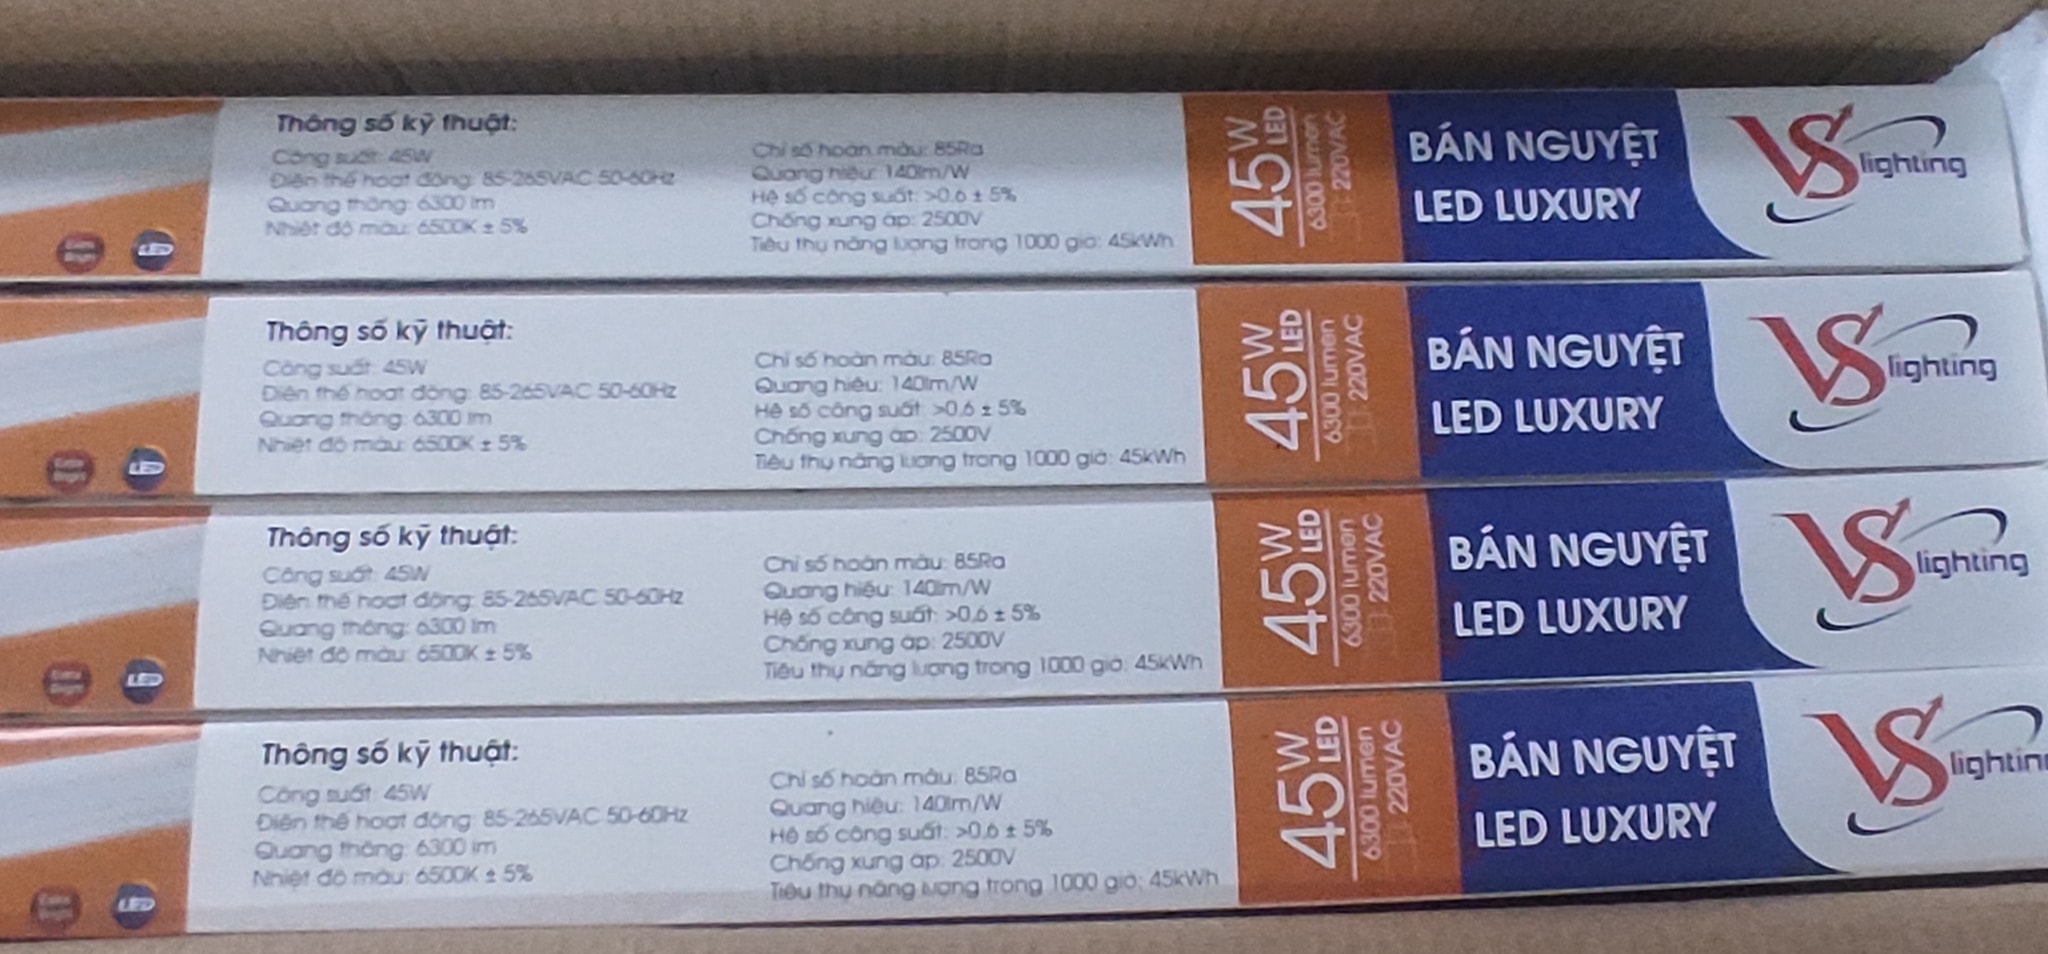 Thông số kỹ thuật:
Công suất: 45W
Điện thế hoạt động: 85-265VAC 50-60Hz
Quang thông: 6300 lm
Nhiệt độ màu: 6500K ± 5%
Chỉ số hoàn màu: 85Ra
Quang hiệu: 140lm/W
Hệ số công suất: >0.6 ± 5%
Chống xung áp: 2500V
Tiêu thụ năng lượng trong 1000 giờ: 45kWh
45W
LED
6300 lumen
220VAC
BÁN NGUYỆT
LED LUXURY
VS lighting
Extra
Bright
LED
Thông số kỹ thuật:
Công suất: 45W
Điện thế hoạt động: 85-265VAC 50-60Hz
Quang thông: 6300 lm
Nhiệt độ màu: 6500K ± 5%
Chỉ số hoàn màu: 85Ra
Quang hiệu: 140lm/W
Hệ số công suất: >0.6 ± 5%
Chống xung áp: 2500V
Tiêu thụ năng lượng trong 1000 giờ: 45kWh
45W
LED
6300 lumen
220VAC
BÁN NGUYỆT
LED LUXURY
VS lighting
Extra
Bright
LED
Thông số kỹ thuật:
Công suất: 45W
Điện thế hoạt động: 85-265VAC 50-60Hz
Quang thông: 6300 lm
Nhiệt độ màu: 6500K ± 5%
Chỉ số hoàn màu: 85Ra
Quang hiệu: 140lm/W
Hệ số công suất: >0.6 ± 5%
Chống xung áp: 2500V
Tiêu thụ năng lượng trong 1000 giờ: 45kWh
45W
LED
6300 lumen
220VAC
BÁN NGUYỆT
LED LUXURY
VS lighting
Extra
Bright
LED
Thông số kỹ thuật:
Công suất: 45W
Điện thế hoạt động: 85-265VAC 50-60Hz
Quang thông: 6300 lm
Nhiệt độ màu: 6500K ± 5%
Chỉ số hoàn màu: 85Ra
Quang hiệu: 140lm/W
Hệ số công suất: >0.6 ± 5%
Chống xung áp: 2500V
Tiêu thụ năng lượng trong 1000 giờ: 45kWh
45W
LED
6300 lumen
220VAC
BÁN NGUYỆT
LED LUXURY
VS lightin
Extra
Bright
LED